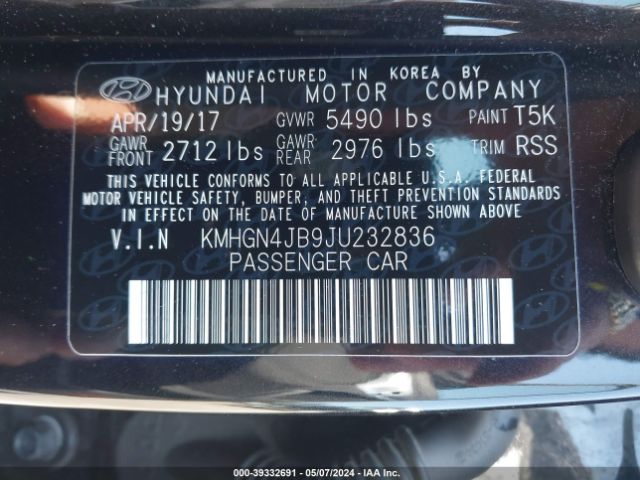 MANUFACTURED IN KOREA BY
HYUNDAI MOTOR COMPANY
APR/19/17 GVWR 5490 lbs PAINT T5K
GAWR FRONT 2712 lbs GAWR REAR 2976 lbs TRIM RSS
THIS VEHICLE CONFORMS TO ALL APPLICABLE U.S.A. FEDERAL
MOTOR VEHICLE SAFETY, BUMPER, AND THEFT PREVENTION STANDARDS
IN EFFECT ON THE DATE OF MANUFACTURE SHOWN ABOVE.
V.I.N KMHGN4JB9JU232836
PASSENGER CAR
000-39332691 - 05/07/2024 - IAA Inc.